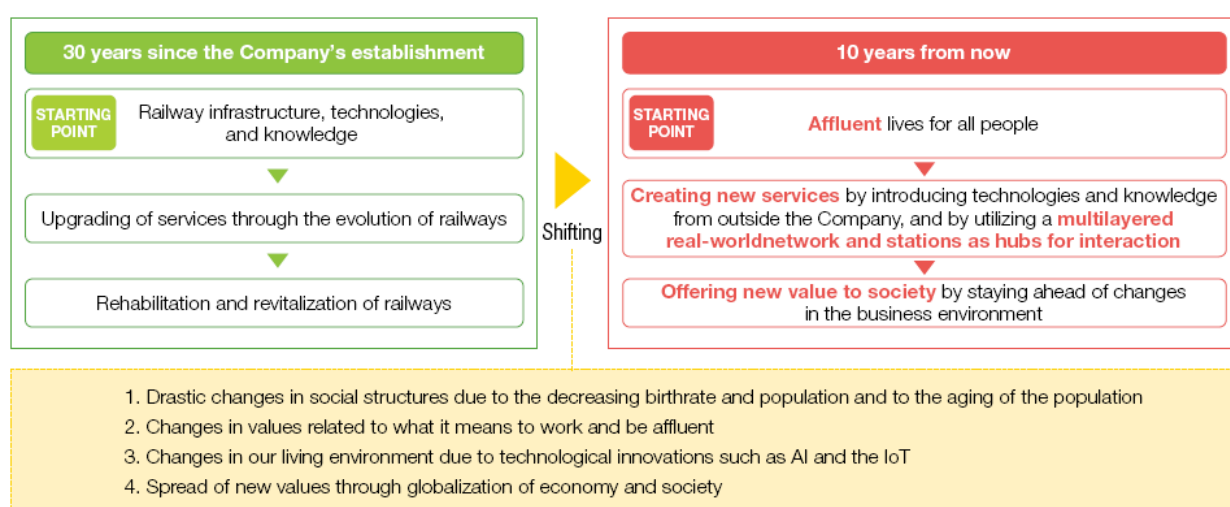 30 years since the Company's establishment
STARTING
POINT
Railway infrastructure, technologies,
and knowledge
Upgrading of services through the evolution of railways
Rehabilitation and revitalization of railways
Shifting
10 years from now
STARTING
POINT
Affluent lives for all people
Creating new services by introducing technologies and knowledge
from outside the Company, and by utilizing a multilayered
real-worldnetwork and stations as hubs for interaction
Offering new value to society by staying ahead of changes
in the business environment
1. Drastic changes in social structures due to the decreasing birthrate and population and to the aging of the population
2. Changes in values related to what it means to work and be affluent
3. Changes in our living environment due to technological innovations such as AI and the IoT
4. Spread of new values through globalization of economy and society